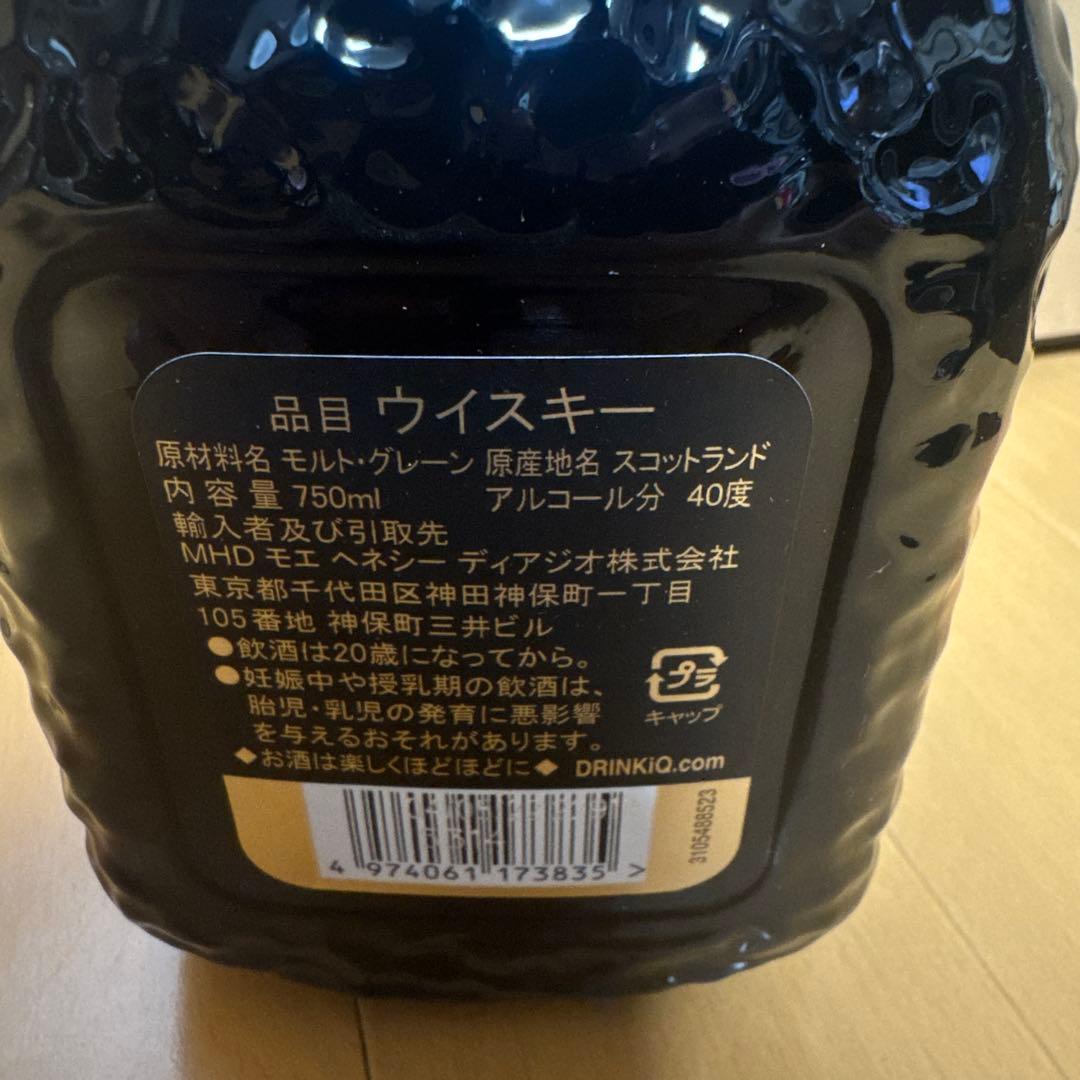 品目 ウイスキー
原材料名 モルト・グレーン 原産地名 スコットランド
内容量 750ml アルコール分 40度
輸入者及び引取先
MHD モエ ヘネシー ディアジオ株式会社
東京都千代田区神田神保町一丁目
105番地 神保町三井ビル
●飲酒は20歳になってから。
●妊娠中や授乳期の飲酒は、
胎児・乳児の発育に悪影響
を与えるおそれがあります。
プラ
キャップ
◆お酒は楽しくほどほどに◆ DRINKiQ.com
3105488523
4 974061 173835 >